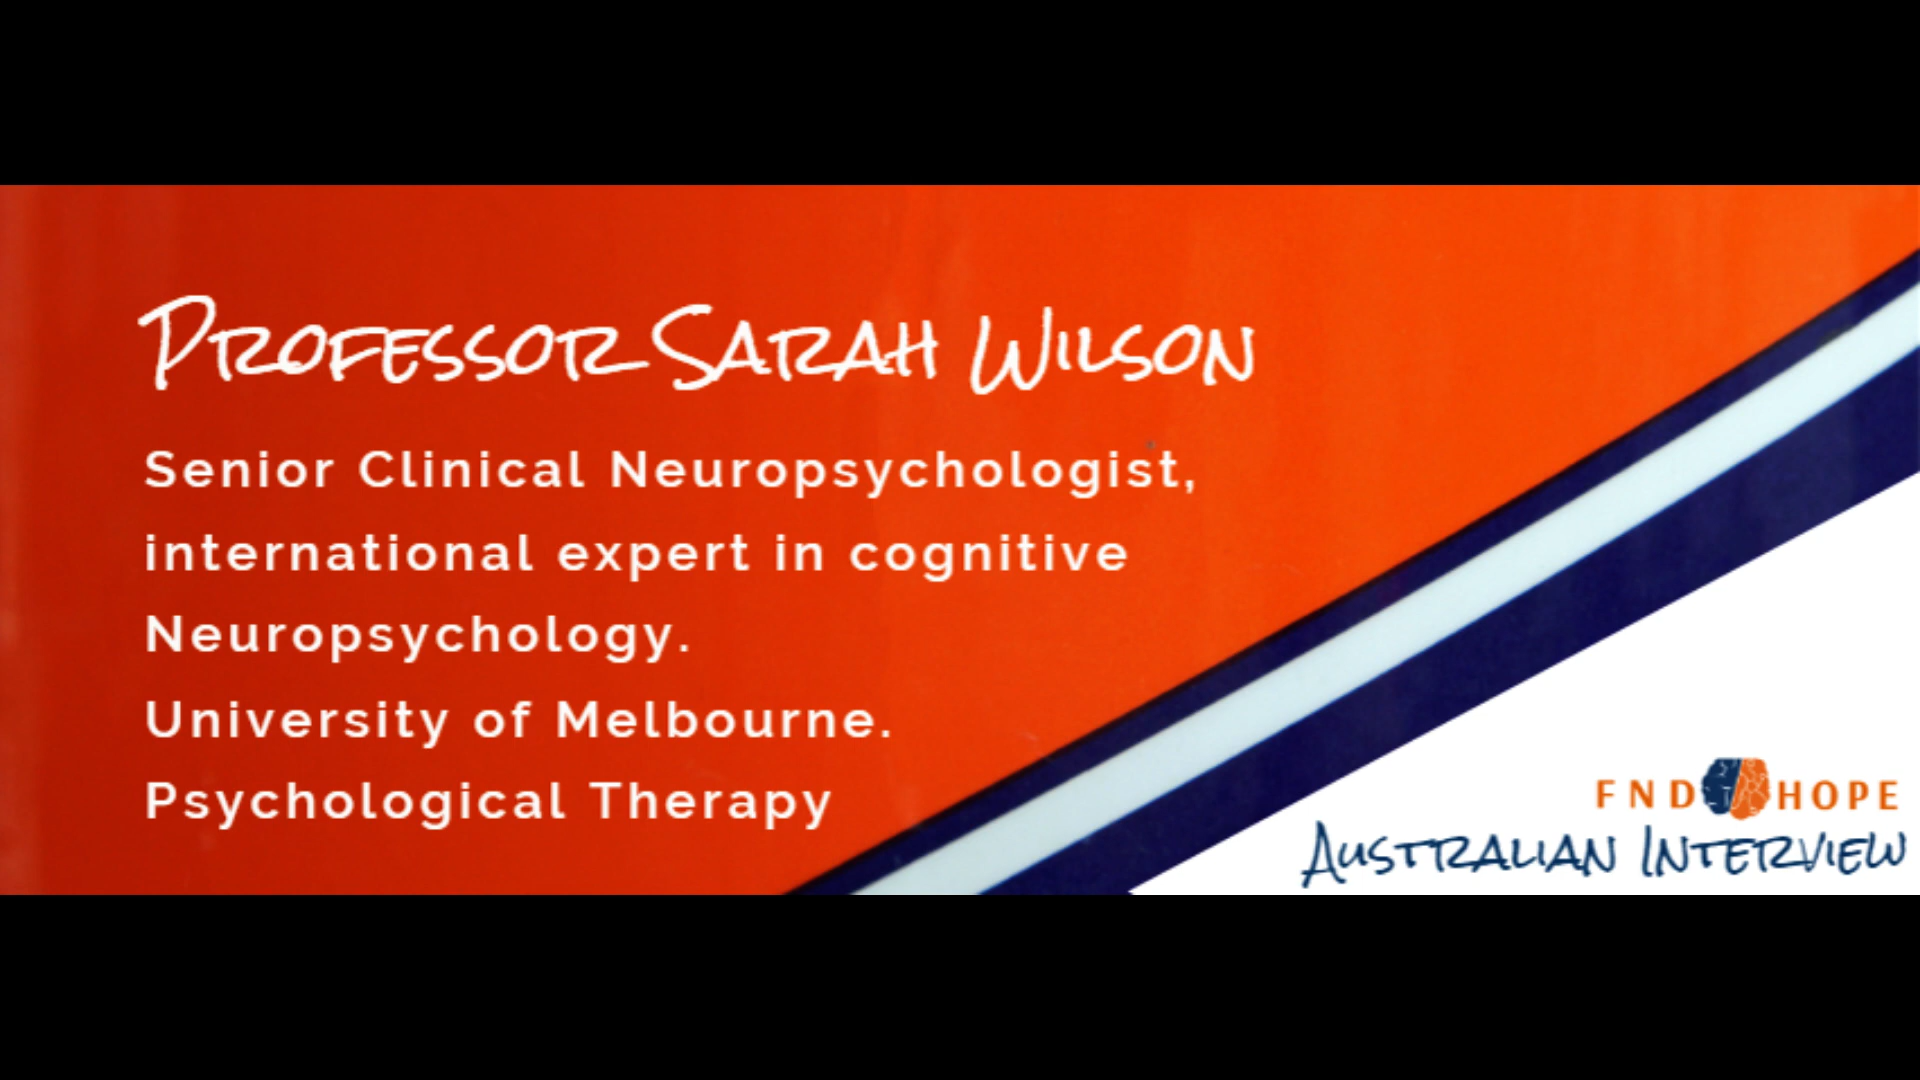 Professor Sarah Wilson
Senior Clinical Neuropsychologist,
international expert in cognitive
Neuropsychology.
University of Melbourne.
Psychological Therapy
FND HOPE
Australian Interview